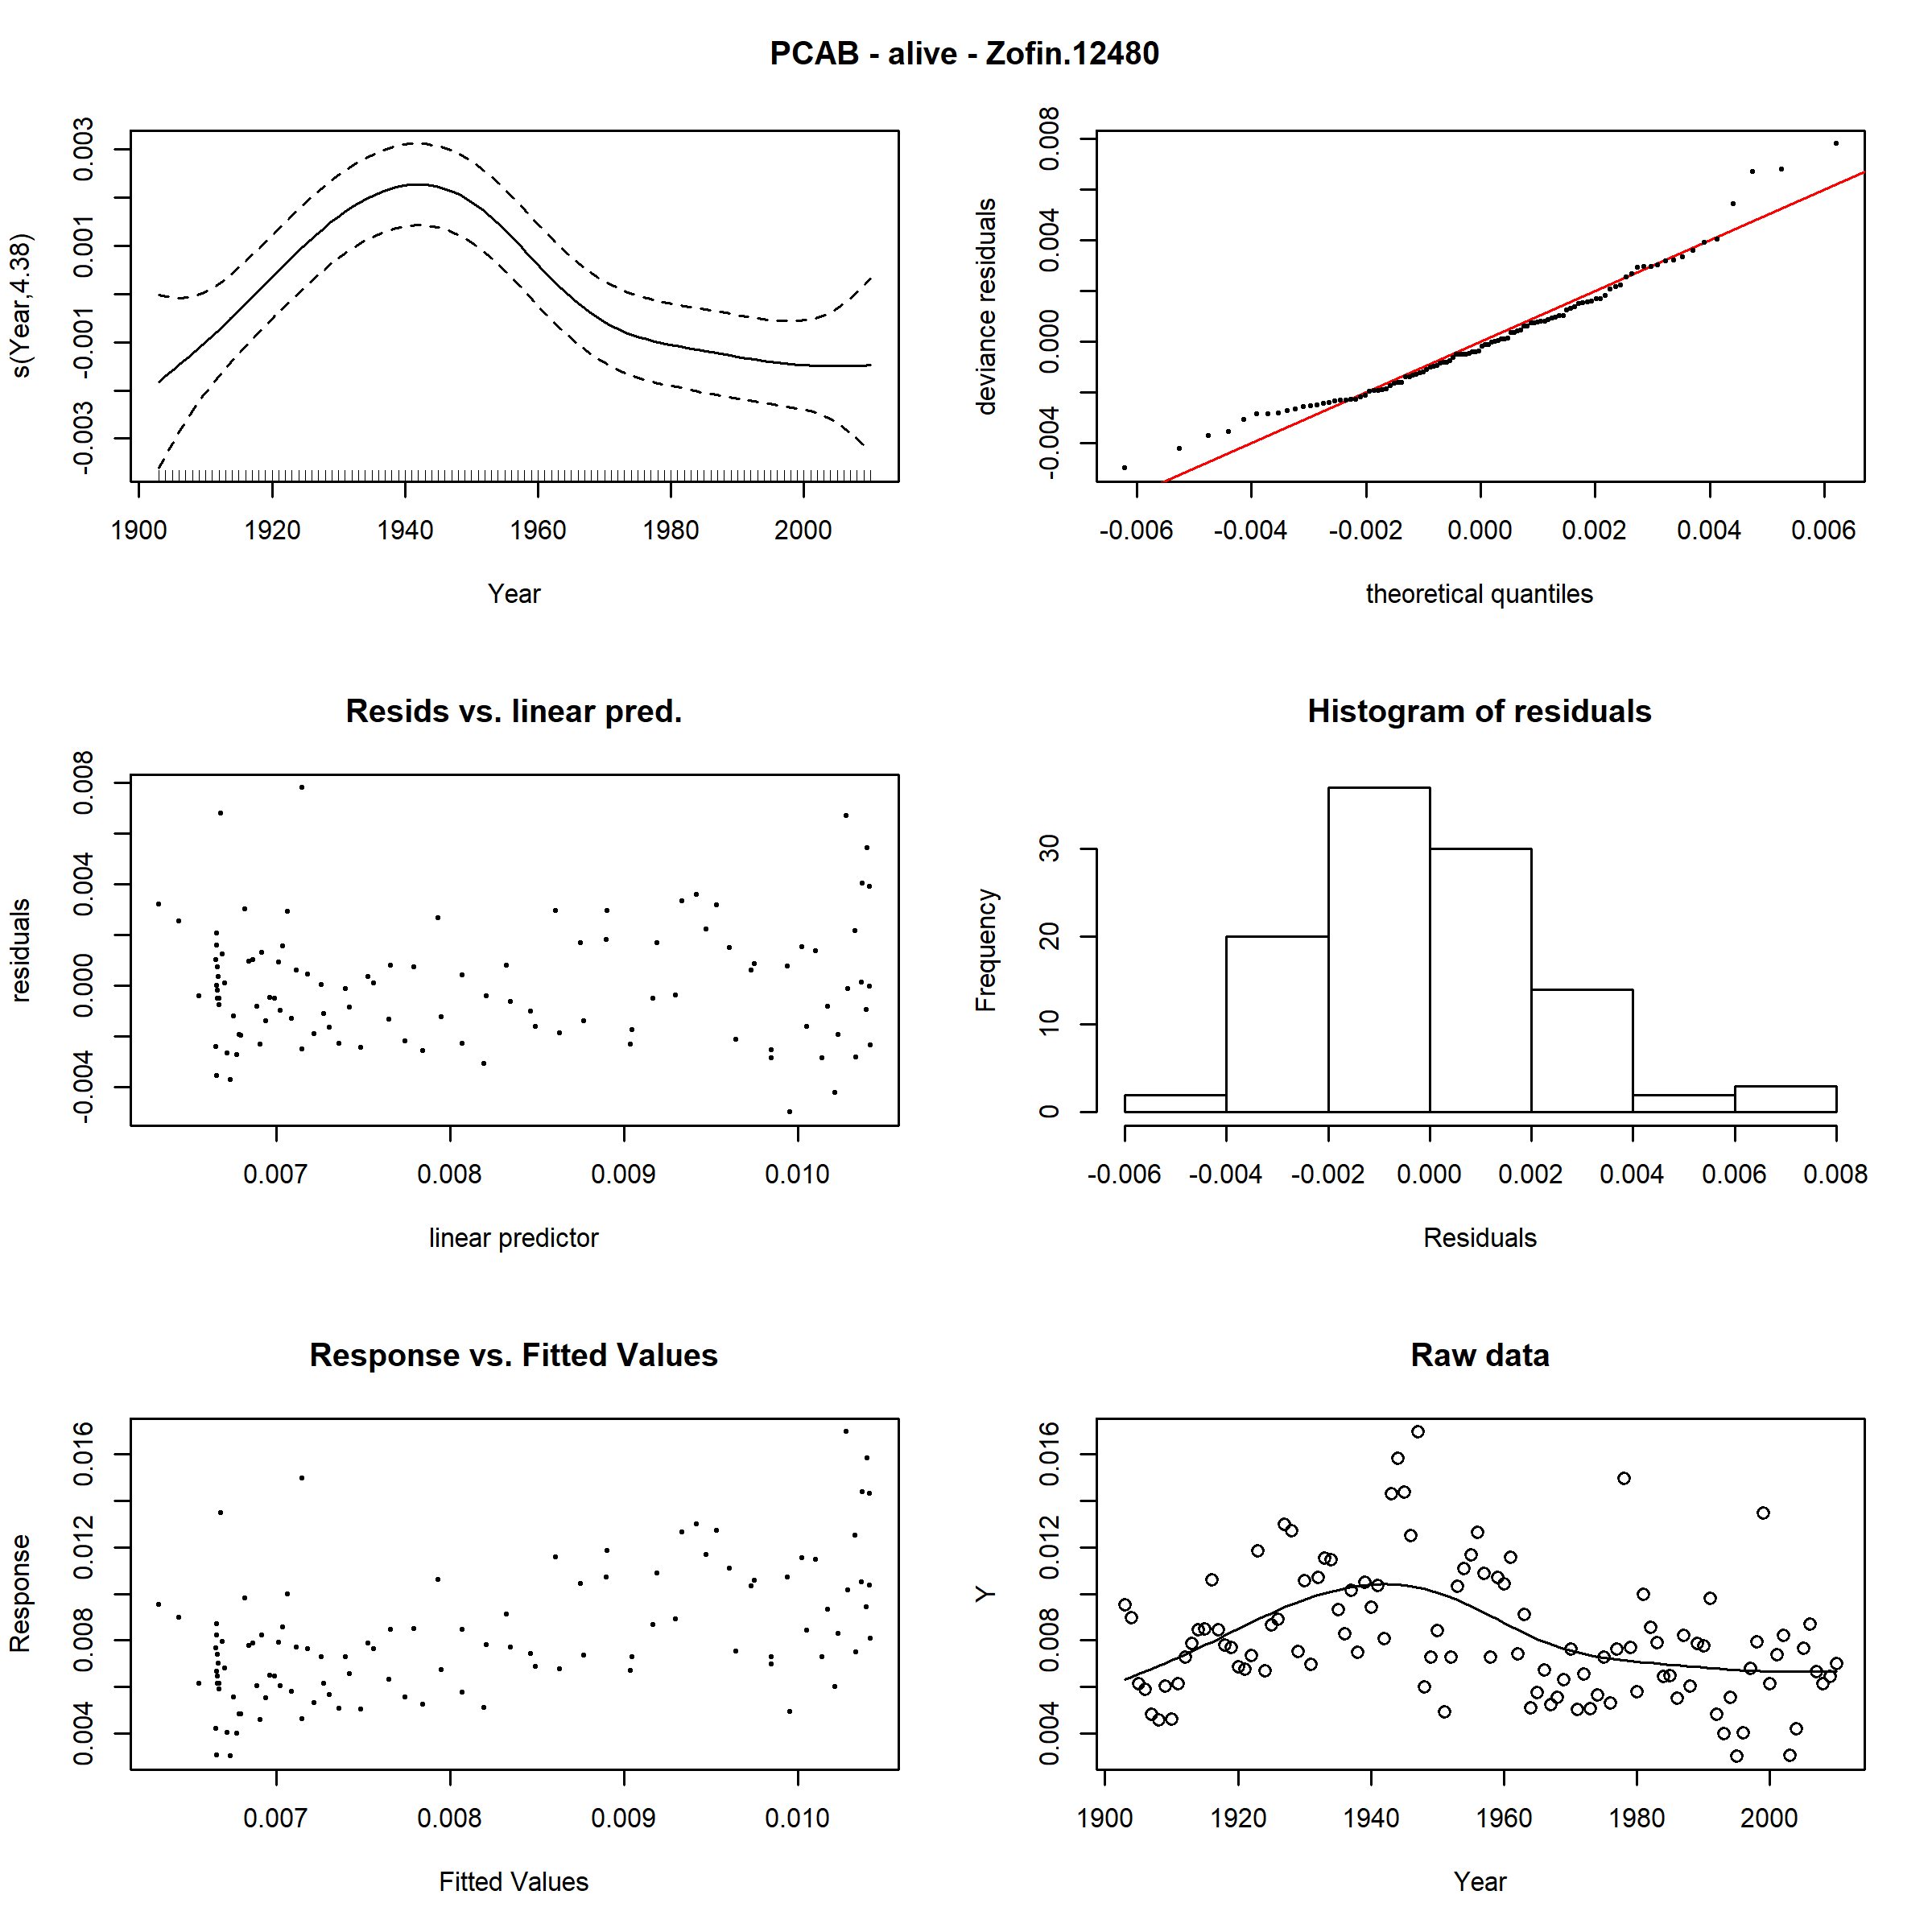 PCAB - alive - Zofin.12480
s(Year,4.38)
-0.003 -0.001 0.001 0.003
1900 1920 1940 1960 1980 2000
Year
deviance residuals
-0.004 0.000 0.004 0.008
-0.006 -0.004 -0.002 0.000 0.002 0.004 0.006
theoretical quantiles
Resids vs. linear pred.
residuals
-0.004 0.000 0.004 0.008
0.007 0.008 0.009 0.010
linear predictor
Histogram of residuals
Frequency
0 10 20 30
-0.006 -0.004 -0.002 0.000 0.002 0.004 0.006 0.008
Residuals
Response vs. Fitted Values
Response
0.004 0.008 0.012 0.016
0.007 0.008 0.009 0.010
Fitted Values
Raw data
Y
0.004 0.008 0.012 0.016
1900 1920 1940 1960 1980 2000
Year